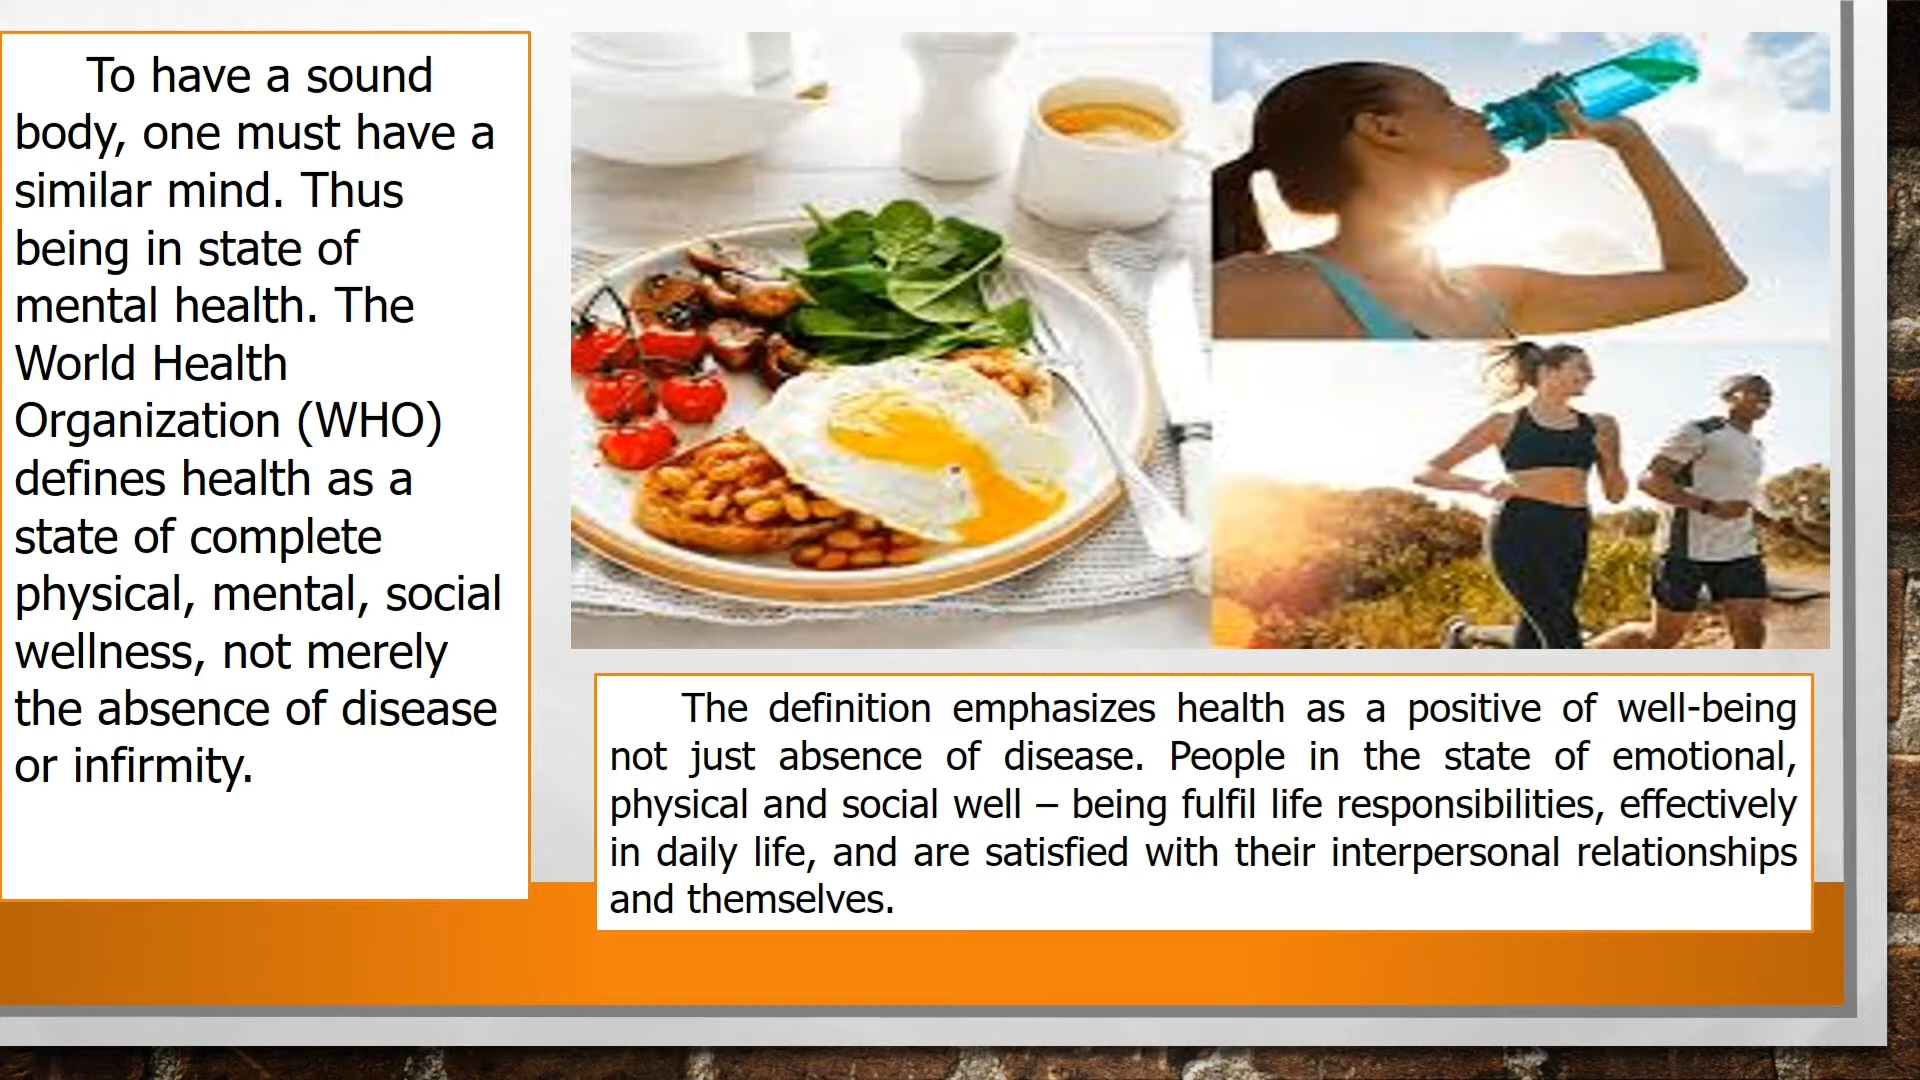 To have a sound
body, one must have a
similar mind. Thus
being in state of
mental health. The
World Health
Organization (WHO)
defines health as a
state of complete
physical, mental, social
wellness, not merely
the absence of disease
or infirmity.
The definition emphasizes health as a positive of well-being
not just absence of disease. People in the state of emotional,
physical and social well – being fulfil life responsibilities, effectively
in daily life, and are satisfied with their interpersonal relationships
and themselves.